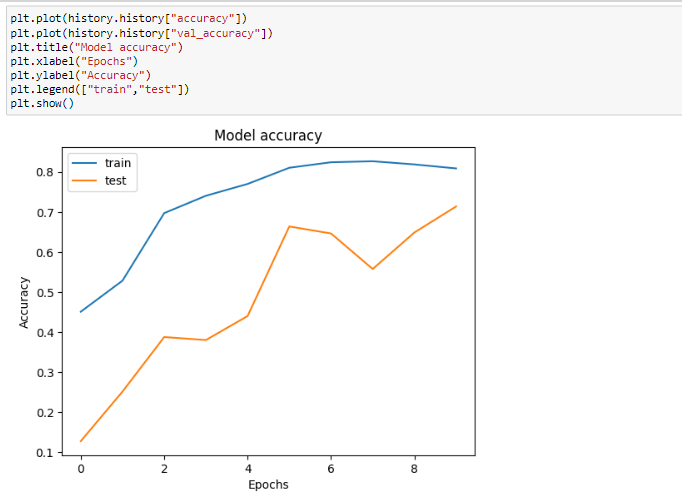 plt.plot(history.history["accuracy"])
plt.plot(history.history["val_accuracy"])
plt.title("Model accuracy")
plt.xlabel("Epochs")
plt.ylabel("Accuracy")
plt.legend(["train","test"])
plt.show()
Model accuracy
train
test
0.8
0.7
0.6
0.5
0.4
0.3
0.2
0.1
Accuracy
0 2 4 6 8
Epochs